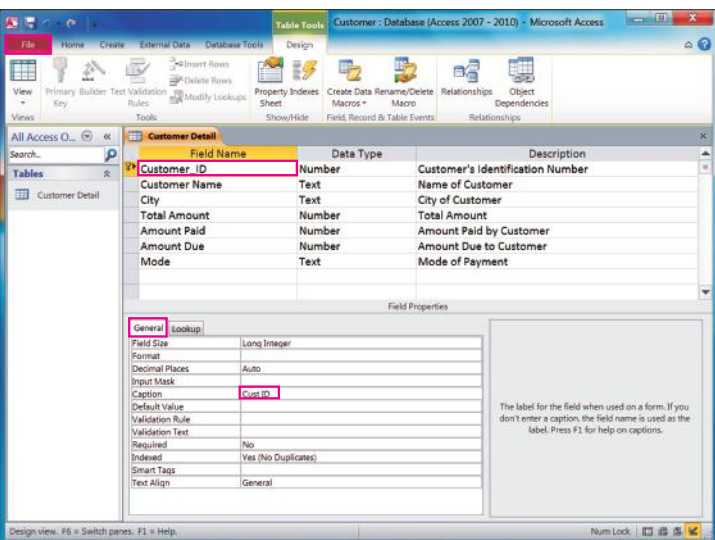 Table Tools
Customer : Database (Access 2007 - 2010) - Microsoft Access
File Home Create External Data Database Tools Design
View Primary Key Builder Test Validation Rules
Insert Rows
Delete Rows
Modify Lookups
Property Sheet Indexes Create Data Macros Rename/Delete Macro Relationships Object Dependencies
Views Tools Show/Hide Field, Record & Table Events Relationships
All Access O... «
Customer Detail
Search..
Tables
Customer Detail
Field Name Data Type Description
Customer_ID Number Customer's Identification Number
Customer Name Text Name of Customer
City Text City of Customer
Total Amount Number Total Amount
Amount Paid Number Amount Paid by Customer
Amount Due Number Amount Due to Customer
Mode Text Mode of Payment
Field Properties
General Lookup
Field Size Long Integer
Format
Decimal Places Auto
Input Mask
Caption Cust ID
Default Value
Validation Rule
Validation Text
Required No
Indexed Yes (No Duplicates)
Smart Tags
Text Align General
The label for the field when used on a form. If you
don't enter a caption, the field name is used as the
label. Press F1 for help on captions.
Design view. F6 = Switch panes. F1 = Help.
Num Lock